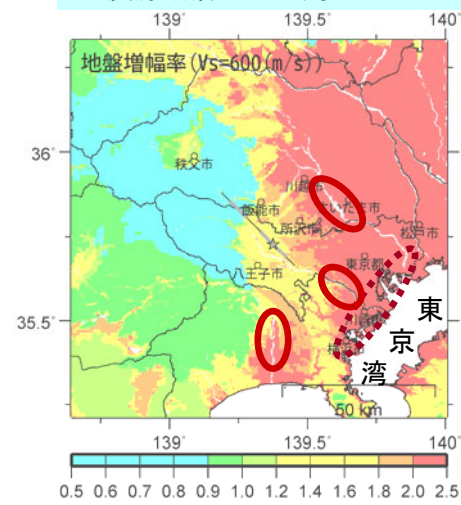 139° 139.5° 140°
地盤増幅率(Vs=600(m/s))
36°
秩父市
川越市
さいたま市
飯能市
所沢市
松戸市
八王子市
東京都
35.5°
東
京
湾
50 km
139° 139.5° 140°
0.5 0.6 0.7 0.8 0.9 1.0 1.2 1.4 1.6 1.8 2.0 2.5